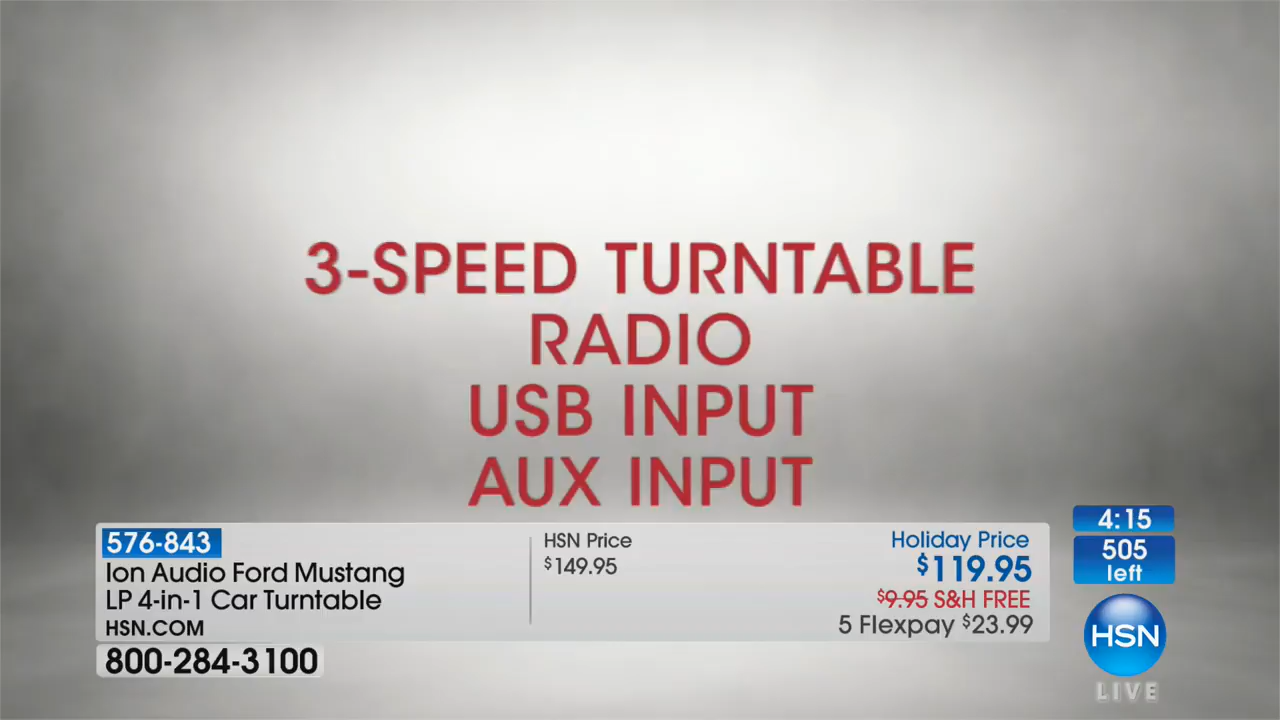 3-SPEED TURNTABLE
RADIO
USB INPUT
AUX INPUT
576-843
Ion Audio Ford Mustang
LP 4-in-1 Car Turntable
HSN.COM
800-284-3100
HSN Price
$149.95
Holiday Price
$119.95
$9.95 S&H FREE
5 Flexpay $23.99
4:15
505
left
HSN
LIVE